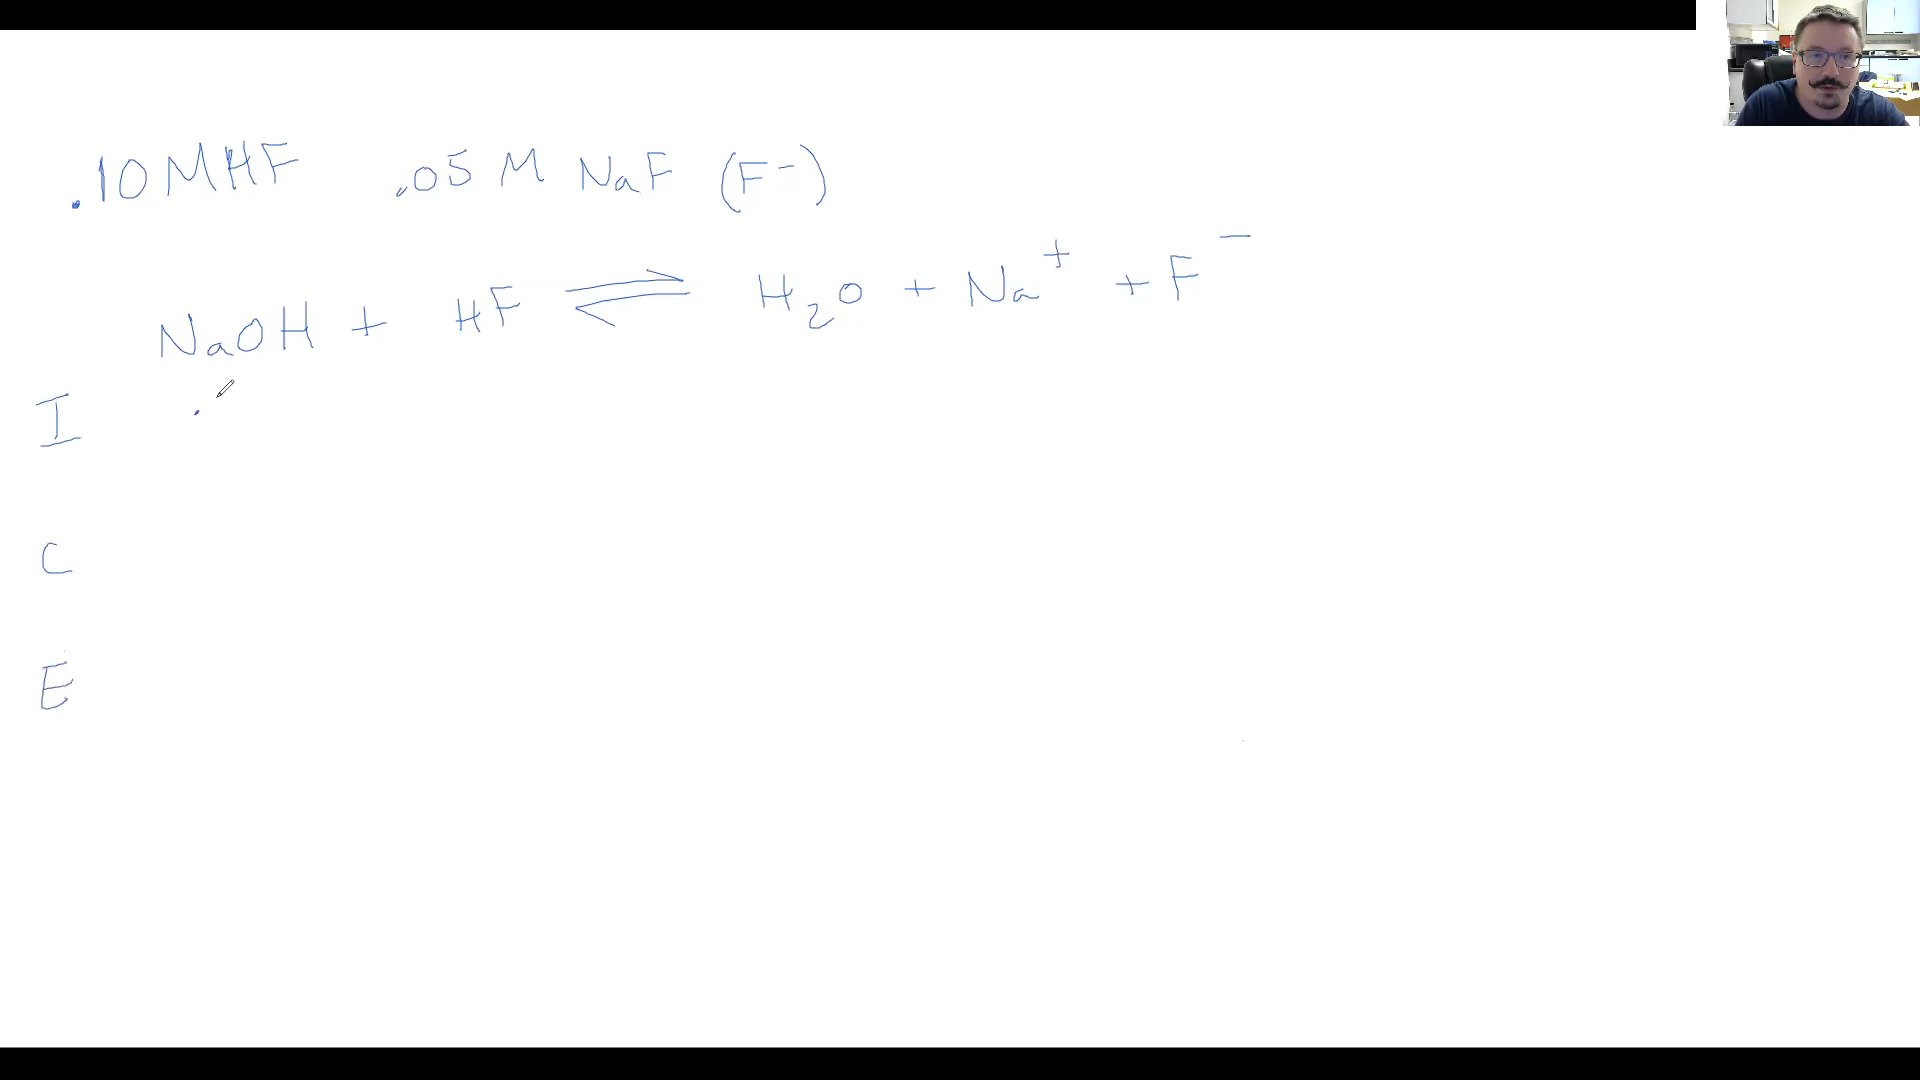 .10 M HF .05 M NaF (F⁻)
NaOH + HF ⇌ H₂O + Na⁺ + F⁻
I .
C
E